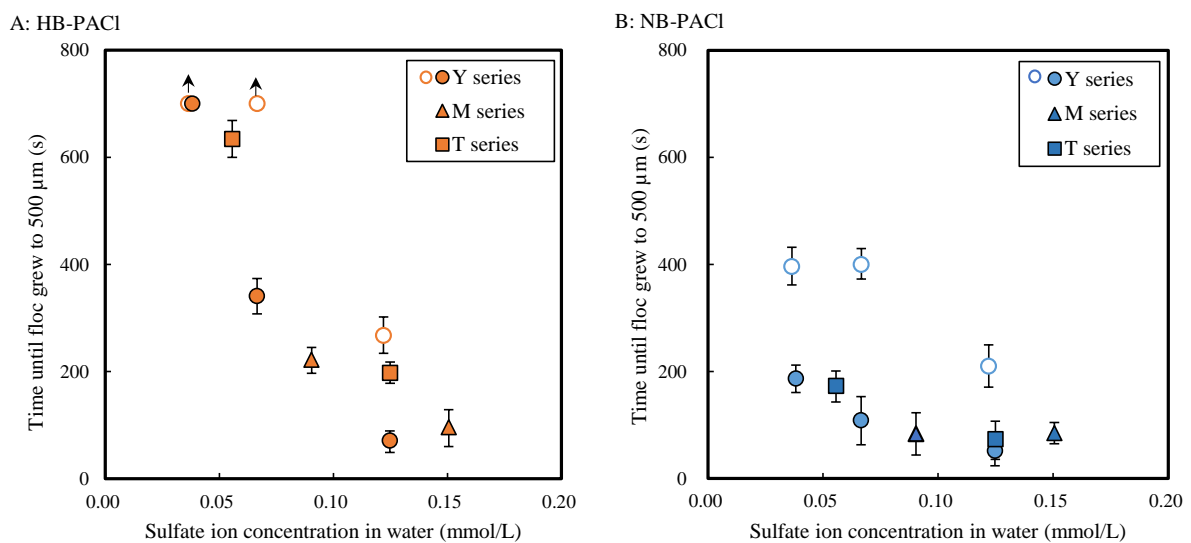 A: HB-PACl
Time until floc grew to 500 µm (s)
800
600
400
200
0
0.00 0.05 0.10 0.15 0.20
Sulfate ion concentration in water (mmol/L)
Y series
M series
T series
B: NB-PACl
Time until floc grew to 500 µm (s)
800
600
400
200
0
0.00 0.05 0.10 0.15 0.20
Sulfate ion concentration in water (mmol/L)
Y series
M series
T series